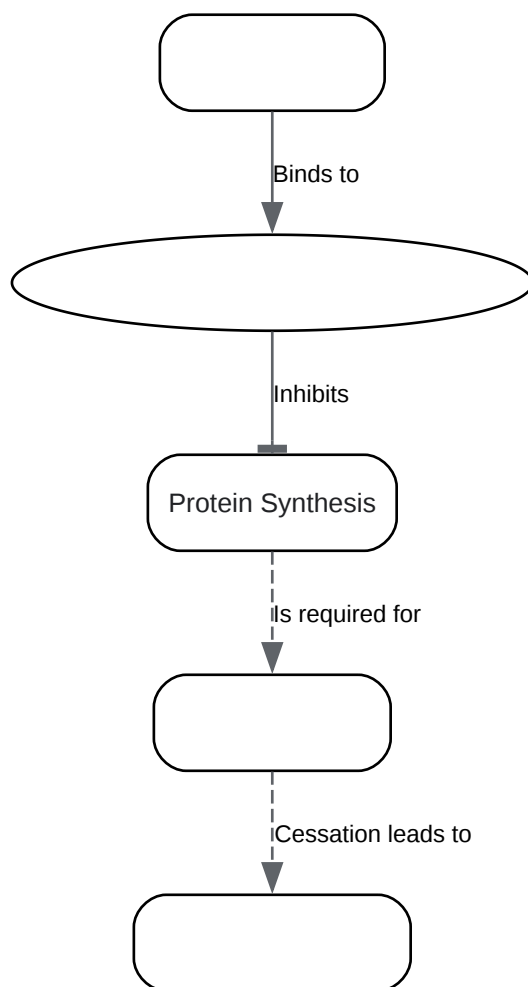 Binds to
Inhibits
Protein Synthesis
Is required for
Cessation leads to